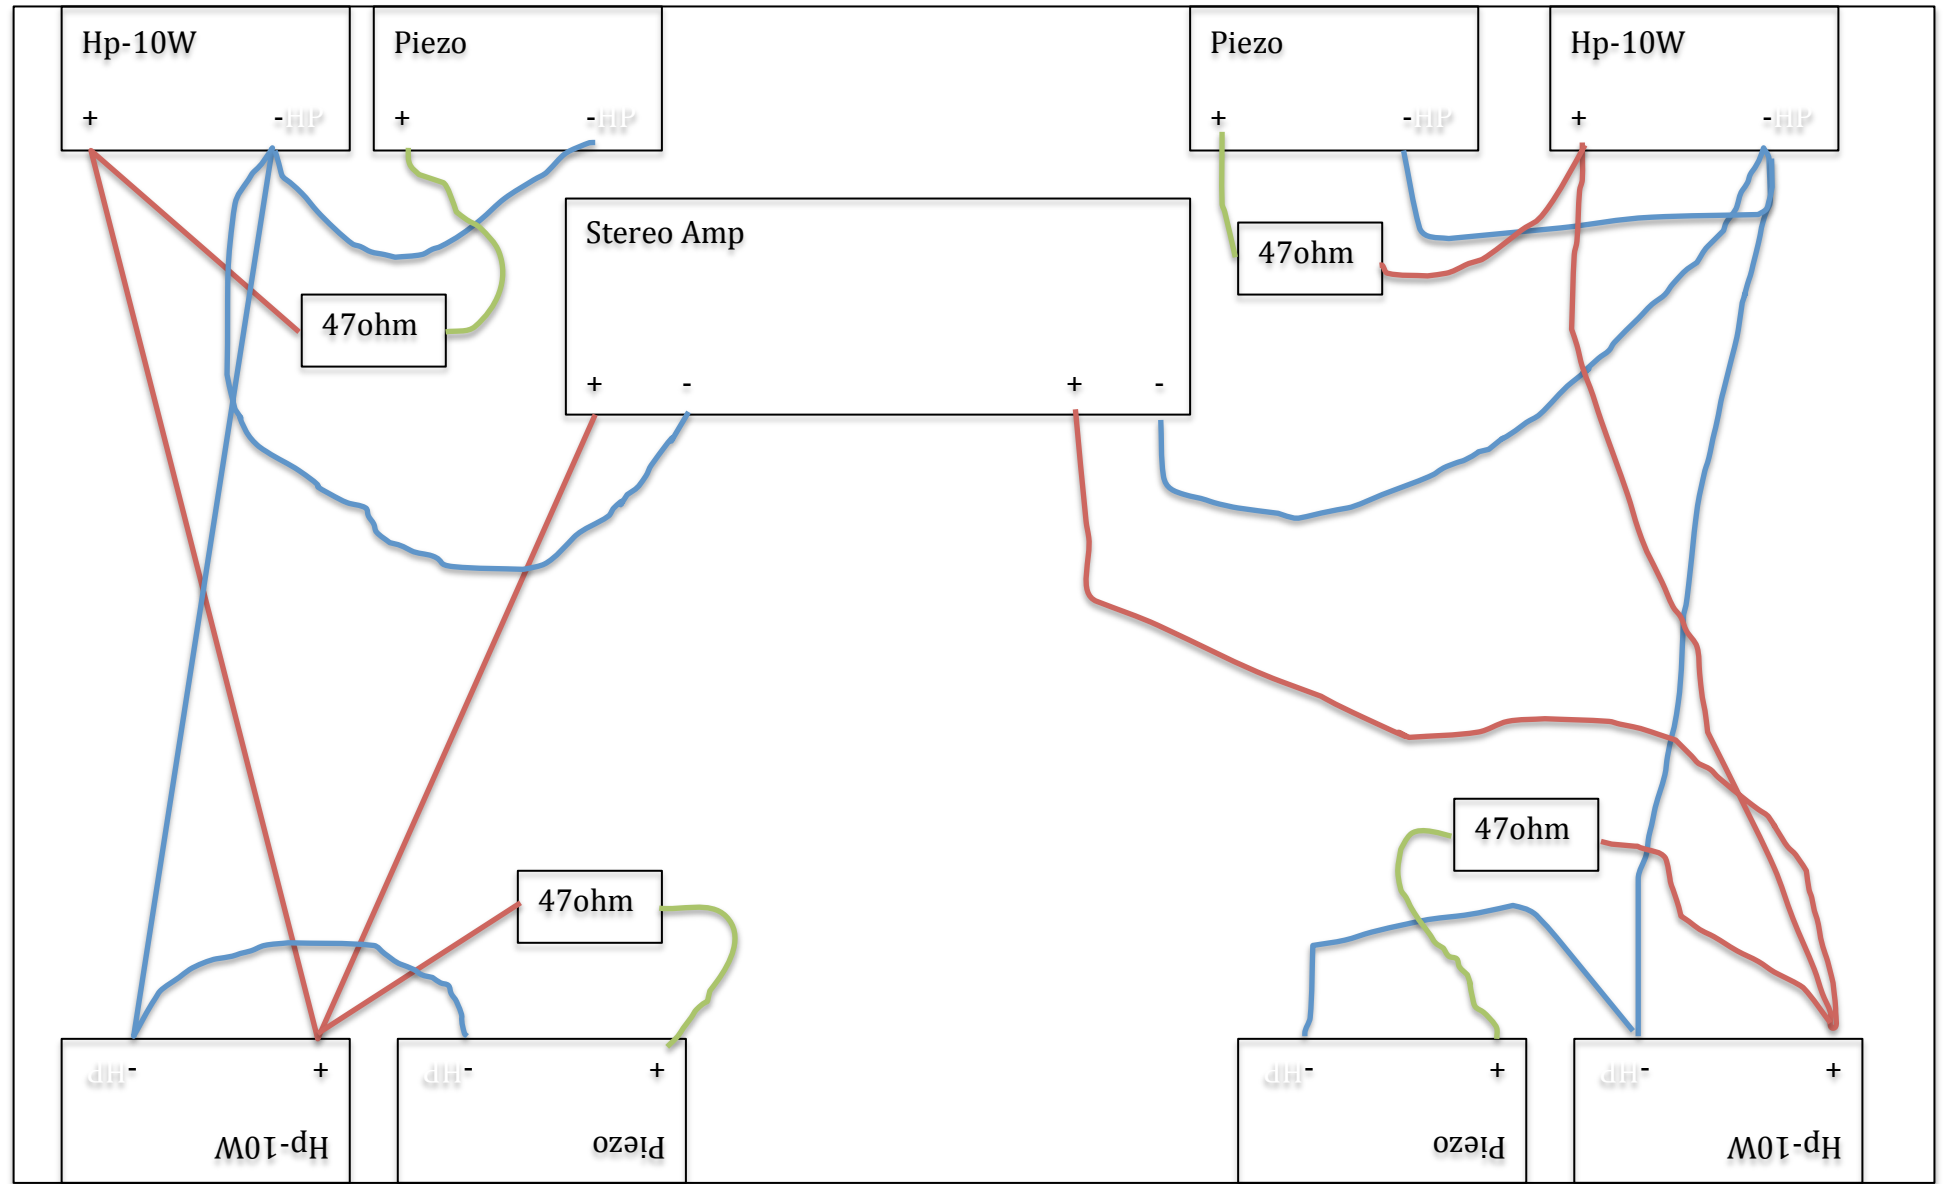 Hp-10W
Piezo
Piezo
Hp-10W
+ -HP
+ -HP
+ -HP
+ -HP
Stereo Amp
47ohm
47ohm
+ - + -
47ohm
47ohm
-HP +
-HP +
-HP +
-HP +
Hp-10W
Piezo
Piezo
Hp-10W